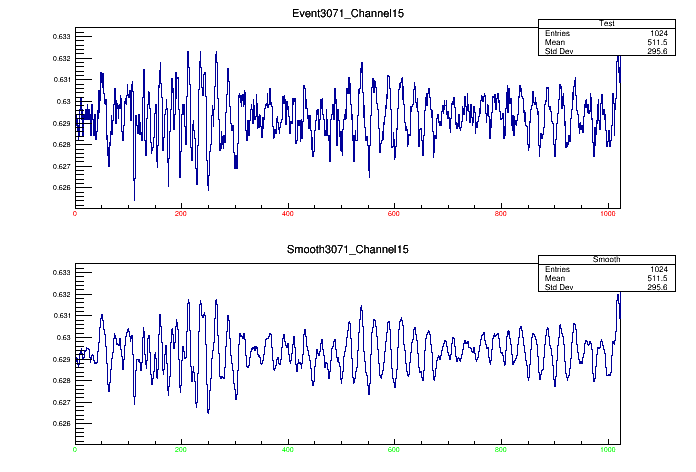 Event3071_Channel15
Test
Entries 1024
Mean 511.5
Std Dev 295.6
0.633
0.632
0.631
0.63
0.629
0.628
0.627
0.626
0 200 400 600 800 1000
Smooth3071_Channel15
Smooth
Entries 1024
Mean 511.5
Std Dev 295.6
0.633
0.632
0.631
0.63
0.629
0.628
0.627
0.626
0 200 400 600 800 1000